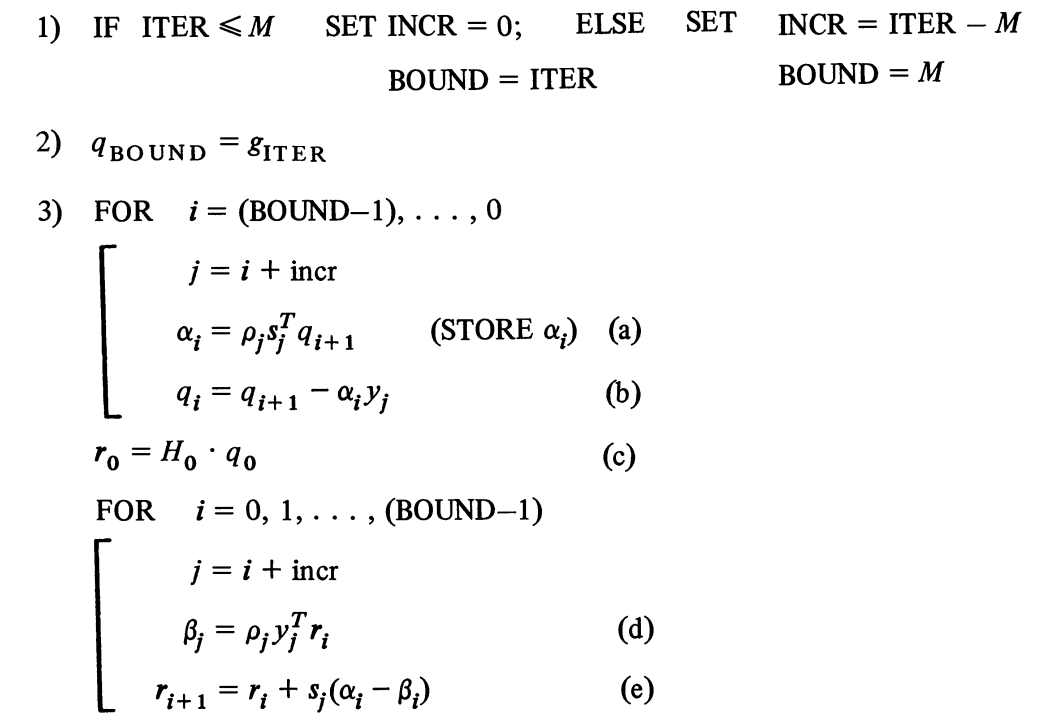 1) IF ITER ⩽ M SET INCR = 0; ELSE SET INCR = ITER − M
BOUND = ITER BOUND = M
2) q_BOUND = g_ITER
3) FOR i = (BOUND−1), . . . , 0
j = i + incr
α_i = ρ_j s_j^T q_{i+1} (STORE α_i) (a)
q_i = q_{i+1} − α_i y_j (b)
r_0 = H_0 · q_0 (c)
FOR i = 0, 1, . . . , (BOUND−1)
j = i + incr
β_j = ρ_j y_j^T r_i (d)
r_{i+1} = r_i + s_j(α_i − β_i) (e)